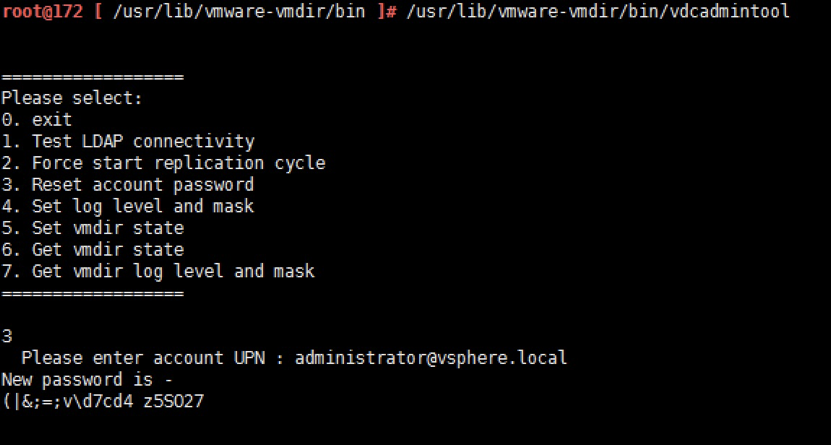 root@172 [ /usr/lib/vmware-vmdir/bin ]# /usr/lib/vmware-vmdir/bin/vdcadmintool
==================
Please select:
0. exit
1. Test LDAP connectivity
2. Force start replication cycle
3. Reset account password
4. Set log level and mask
5. Set vmdir state
6. Get vmdir state
7. Get vmdir log level and mask
==================
3
Please enter account UPN : administrator@vsphere.local
New password is -
(|&;=;v\d7cd4 z5SO27